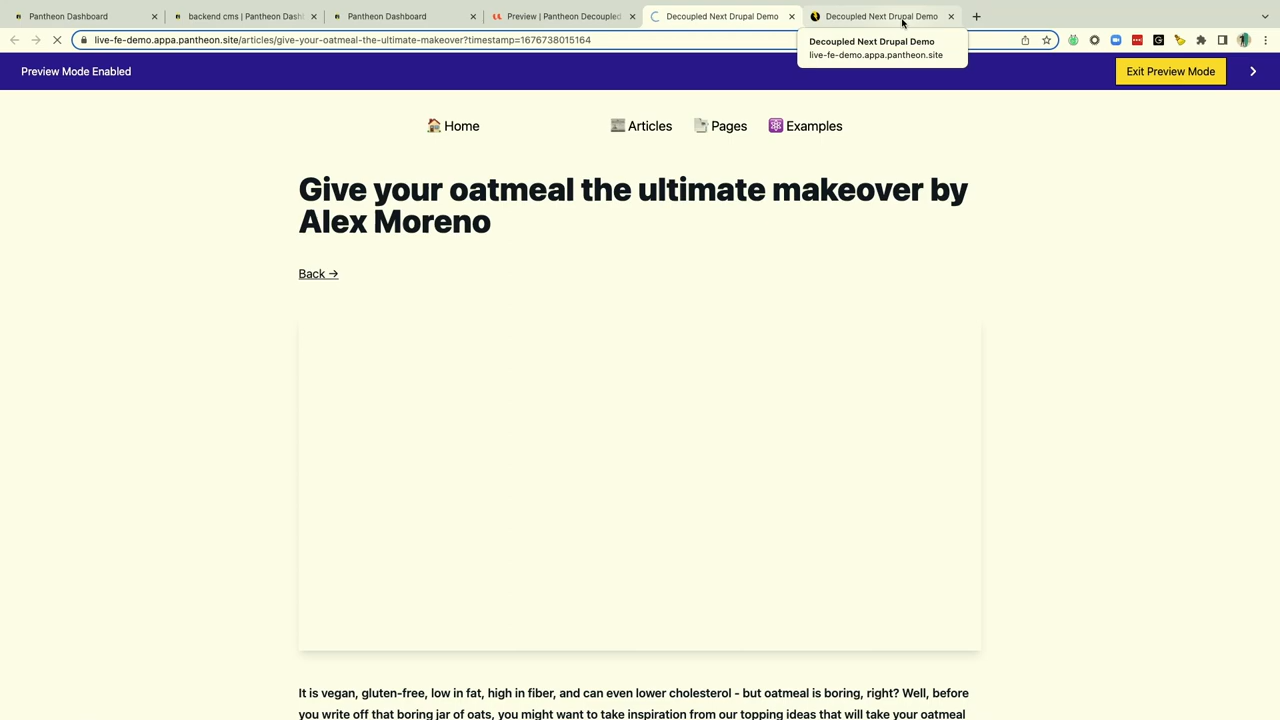 Pantheon Dashboard
backend cms | Pantheon Dash
Pantheon Dashboard
Preview | Pantheon Decoupled
Decoupled Next Drupal Demo
Decoupled Next Drupal Demo
live-fe-demo.appa.pantheon.site/articles/give-your-oatmeal-the-ultimate-makeover?timestamp=1676738015164
Decoupled Next Drupal Demo
live-fe-demo.appa.pantheon.site
Preview Mode Enabled
Exit Preview Mode
Home
Articles
Pages
Examples
Give your oatmeal the ultimate makeover by
Alex Moreno
Back →
It is vegan, gluten-free, low in fat, high in fiber, and can even lower cholesterol - but oatmeal is boring, right? Well, before
you write off that boring jar of oats, you might want to take inspiration from our topping ideas that will take your oatmeal